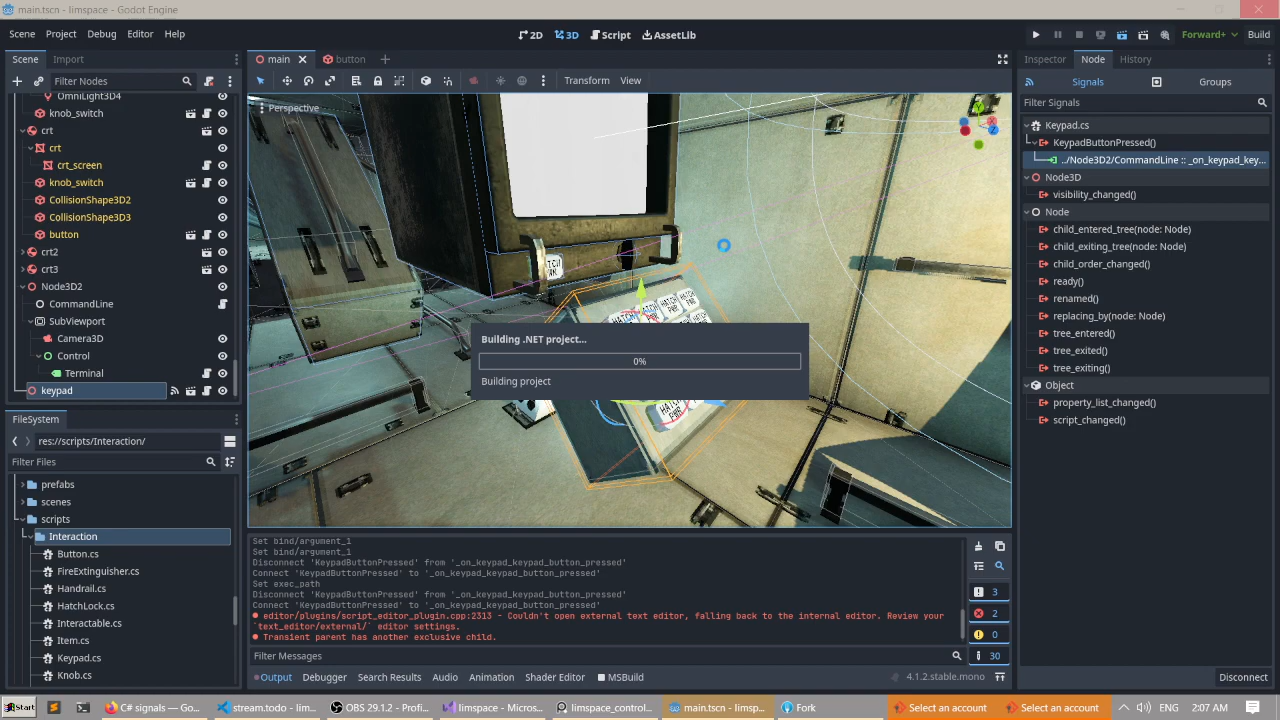 main.tscn - limspace - Godot Engine
Scene Project Debug Editor Help
2D 3D Script AssetLib
Forward+ Build
Scene Import
main button
Inspector Node History
Filter Nodes
Transform View
Signals Groups
Filter Signals
OmniLight3D4
knob_switch
crt
crt
crt_screen
knob_switch
CollisionShape3D2
CollisionShape3D3
button
crt2
crt3
Node3D2
CommandLine
SubViewport
Camera3D
Control
Terminal
keypad
FileSystem
res://scripts/Interaction/
Filter Files
prefabs
scenes
scripts
Interaction
Button.cs
FireExtinguisher.cs
Handrail.cs
HatchLock.cs
Interactable.cs
Item.cs
Keypad.cs
Knob.cs
Perspective
Y
X
Z
HATCH PWR
Building .NET project...
0%
Building project
Set bind/argument_1
Set bind/argument_1
Disconnect 'KeypadButtonPressed' from '_on_keypad_keypad_button_pressed'
Connect 'KeypadButtonPressed' to '_on_keypad_keypad_button_pressed'
Set exec_path
Disconnect 'KeypadButtonPressed' from '_on_keypad_keypad_button_pressed'
Connect 'KeypadButtonPressed' to '_on_keypad_keypad_button_pressed'
editor/plugins/script_editor_plugin.cpp:2313 - Couldn't open external text editor, falling back to the internal editor. Review your
`text_editor/external/` editor settings.
Transient parent has another exclusive child.
3
2
0
30
Filter Messages
Output Debugger Search Results Audio Animation Shader Editor MSBuild
4.1.2.stable.mono
Keypad.cs
KeypadButtonPressed()
../Node3D2/CommandLine :: _on_keypad_key...
Node3D
visibility_changed()
Node
child_entered_tree(node: Node)
child_exiting_tree(node: Node)
child_order_changed()
ready()
renamed()
replacing_by(node: Node)
tree_entered()
tree_exited()
tree_exiting()
Object
property_list_changed()
script_changed()
Disconnect
Start
C# signals — Go...
stream.todo - lim...
OBS 29.1.2 - Profi...
limspace - Micros...
limspace_control...
main.tscn - limsp...
Fork
Select an account
Select an account
2:07 AM